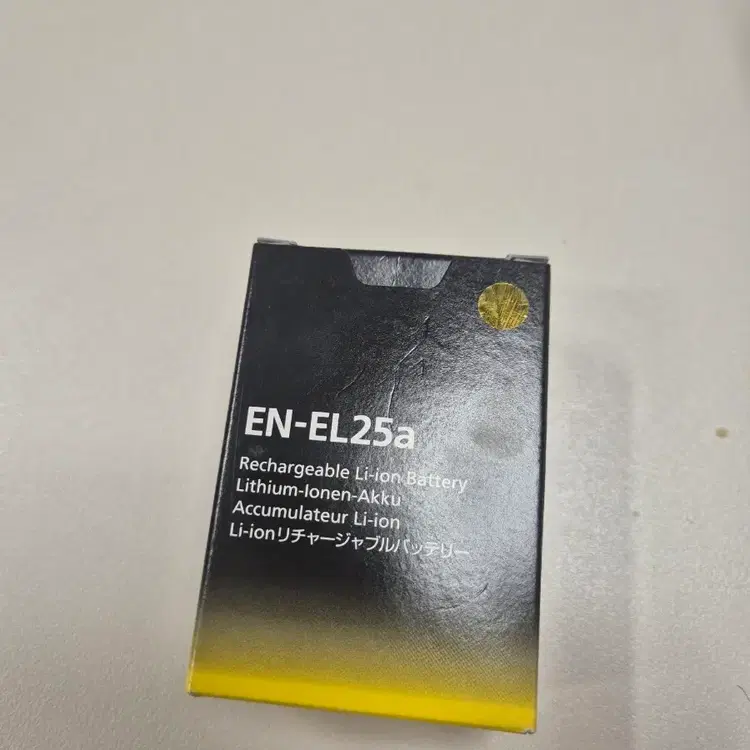 EN-EL25a
Rechargeable Li-ion Battery
Lithium-Ionen-Akku
Accumulateur Li-ion
Li-ionリチャージャブルバッテリー